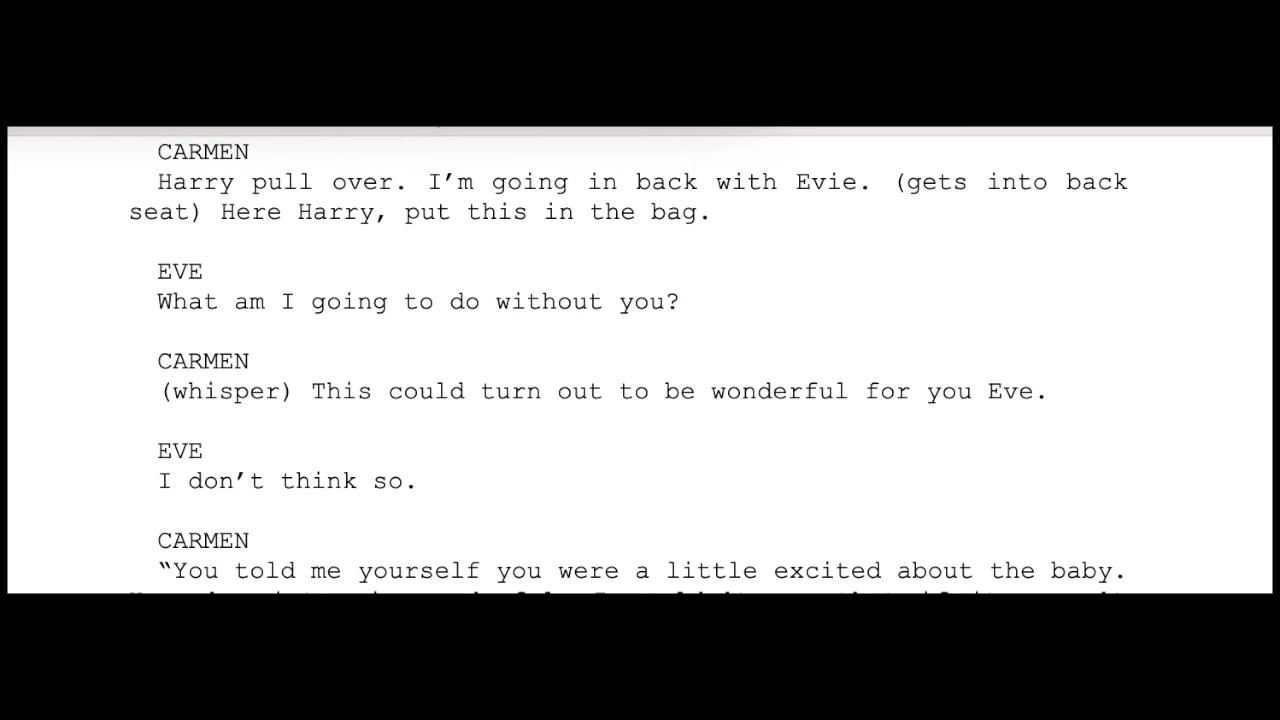 CARMEN
Harry pull over. I’m going in back with Evie. (gets into back
seat) Here Harry, put this in the bag.
EVE
What am I going to do without you?
CARMEN
(whisper) This could turn out to be wonderful for you Eve.
EVE
I don’t think so.
CARMEN
“You told me yourself you were a little excited about the baby.